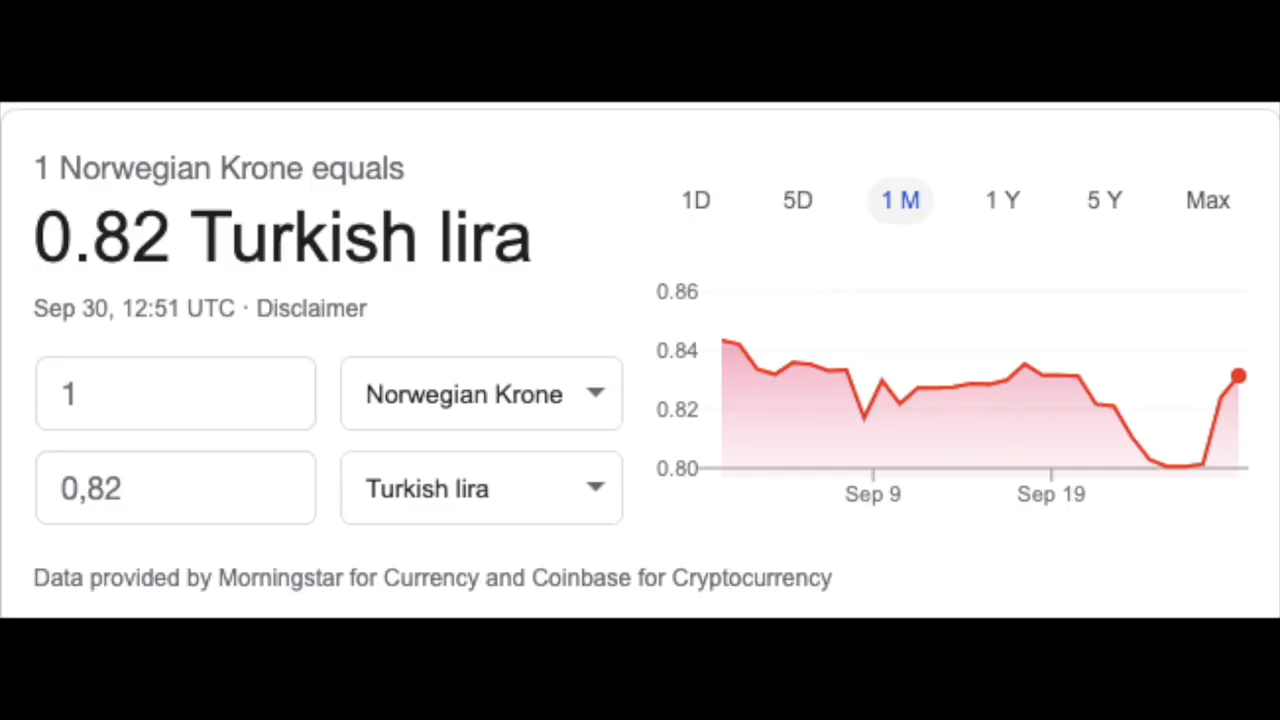 1 Norwegian Krone equals
0.82 Turkish lira
Sep 30, 12:51 UTC · Disclaimer
1 Norwegian Krone
0,82 Turkish lira
1D 5D 1 M 1 Y 5 Y Max
0.86
0.84
0.82
0.80
Sep 9 Sep 19
Data provided by Morningstar for Currency and Coinbase for Cryptocurrency